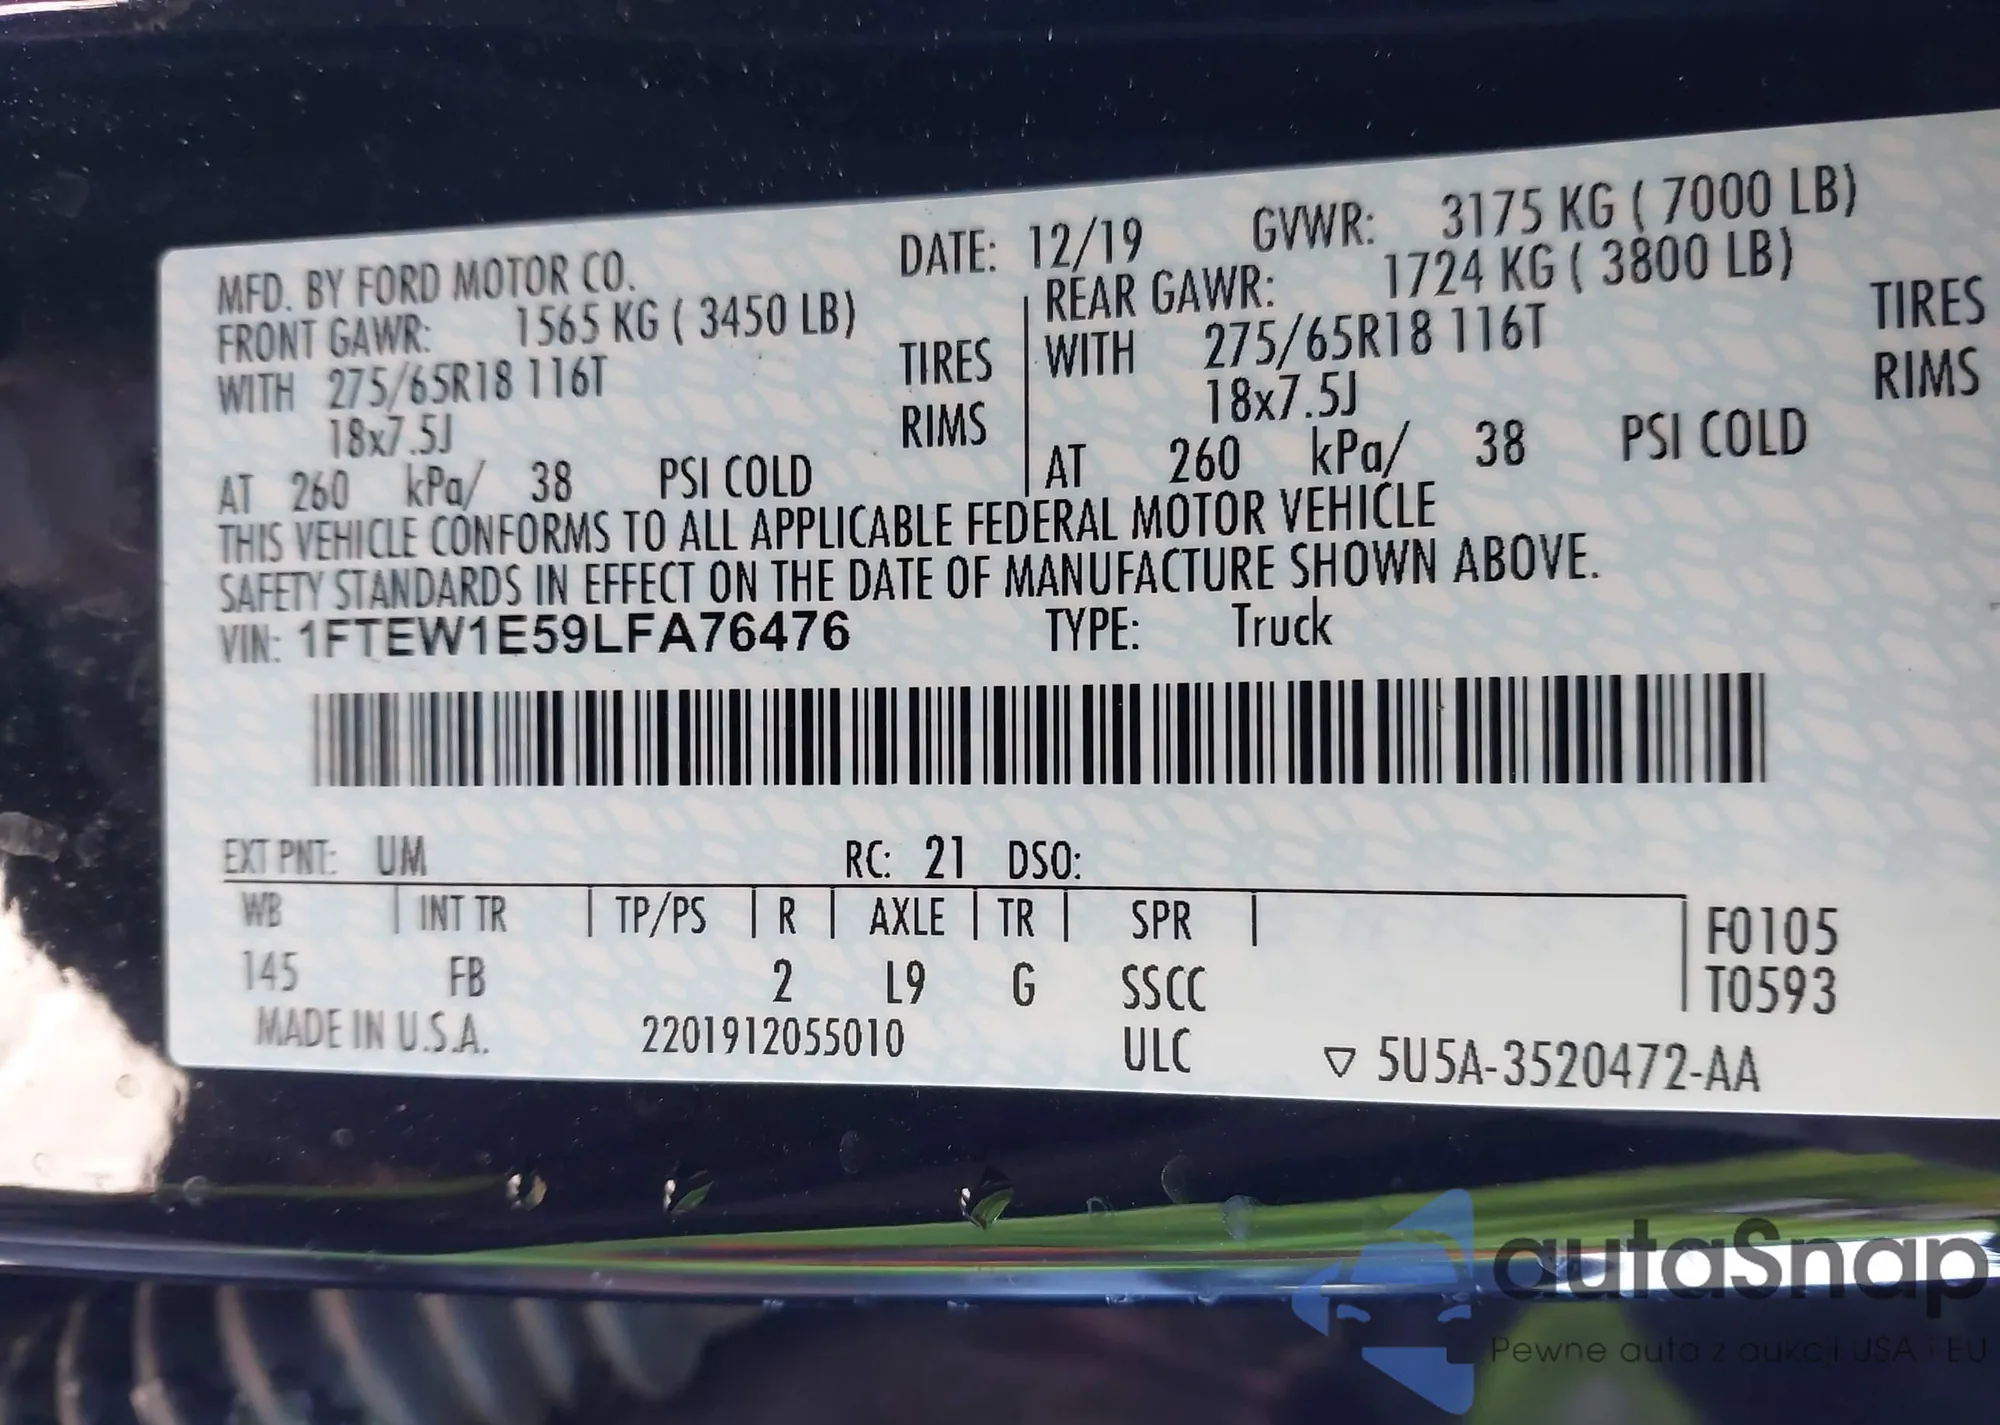 MFD. BY FORD MOTOR CO. DATE: 12/19 GVWR: 3175 KG ( 7000 LB)
FRONT GAWR: 1565 KG ( 3450 LB) REAR GAWR: 1724 KG ( 3800 LB)
WITH 275/65R18 116T TIRES WITH 275/65R18 116T TIRES
18x7.5J RIMS 18x7.5J RIMS
AT 260 kPa/ 38 PSI COLD AT 260 kPa/ 38 PSI COLD
THIS VEHICLE CONFORMS TO ALL APPLICABLE FEDERAL MOTOR VEHICLE
SAFETY STANDARDS IN EFFECT ON THE DATE OF MANUFACTURE SHOWN ABOVE.
VIN: 1FTEW1E59LFA76476 TYPE: Truck
EXT PNT: UM RC: 21 DSO:
WB | INT TR | TP/PS | R | AXLE | TR | SPR | F0105
145 FB 2 L9 G SSCC T0593
MADE IN U.S.A. 2201912055010 ULC ▽ 5U5A-3520472-AA
autaSnap
Pewne auta z aukcji USA i EU